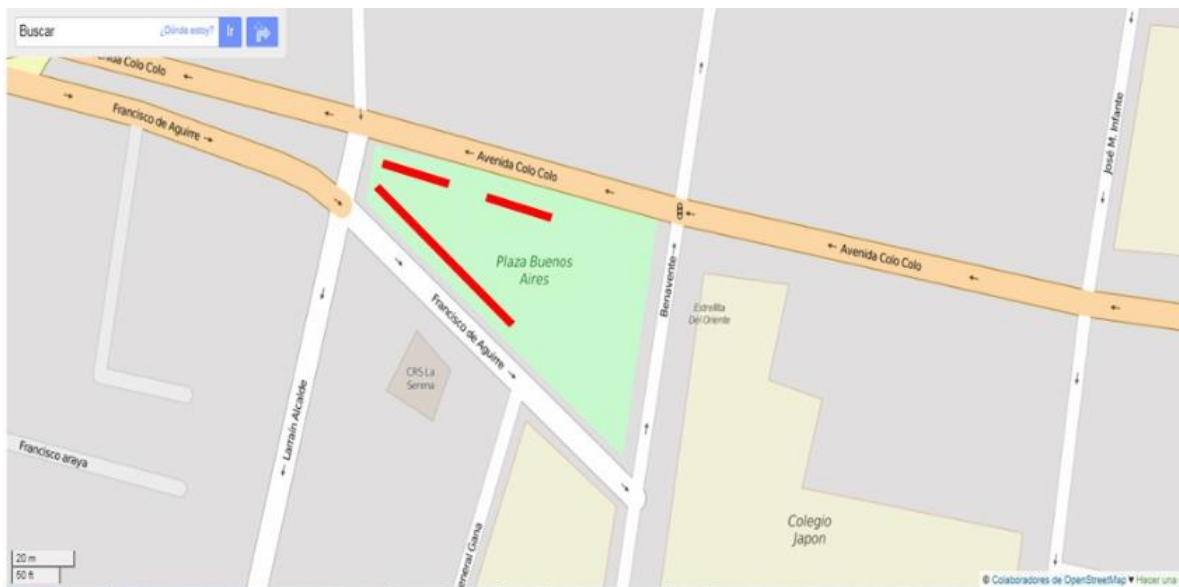 Buscar
¿Dónde estoy?
Ir
Colo Colo
Francisco de Aguirre →
← Avenida Colo Colo
José M. Infante
Plaza Buenos
Aires
Benavente →
← Avenida Colo Colo
Estrellita
Del Oriente
Francisco de Aguirre
CRS La
Serena
← Larraín Alcalde
Francisco araya
General Gana
Colegio
Japon
20 m
50 ft
© Colaboradores de OpenStreetMap ♥ Hacer una